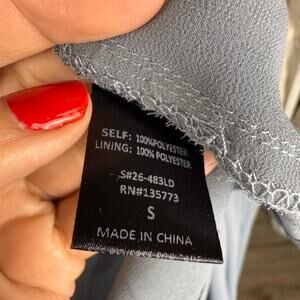 SELF: 100%POLYESTER
LINING: 100% POLYESTER
S#26-483LD
RN#135773
S
MADE IN CHINA